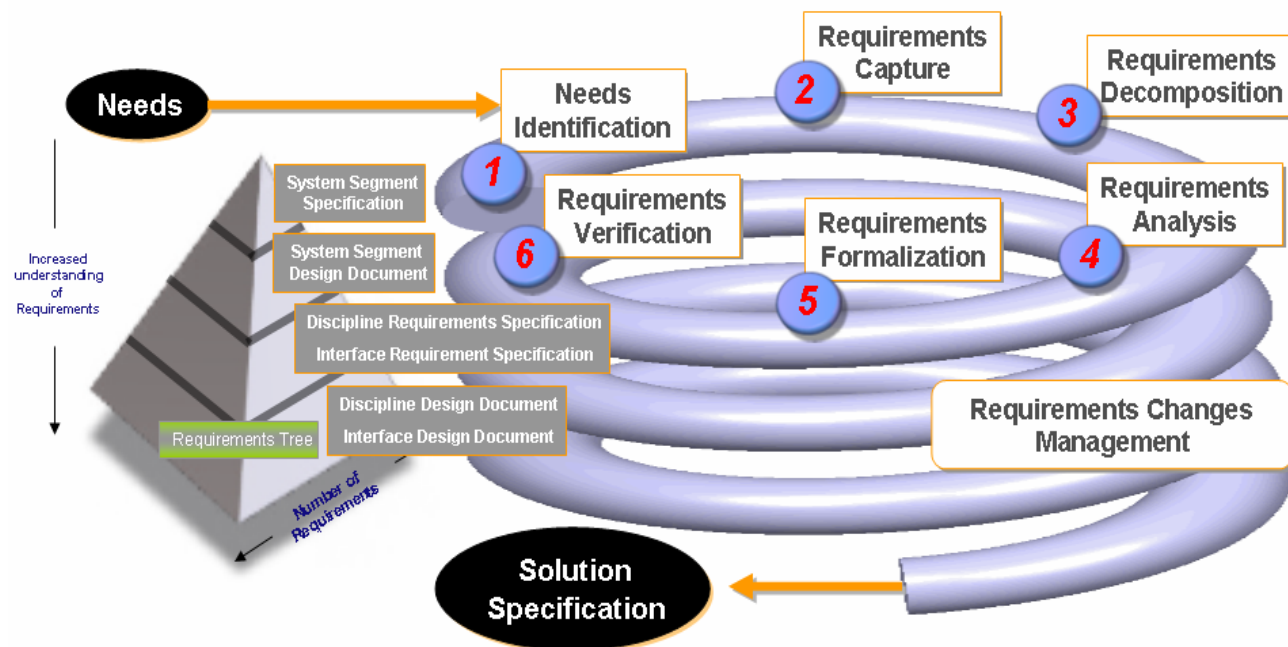 Needs
Increased
understanding
of
Requirements
System Segment
Specification
System Segment
Design Document
Discipline Requirements Specification
Interface Requirement Specification
Discipline Design Document
Interface Design Document
Requirements Tree
Number of
Requirements
1
Needs
Identification
2
Requirements
Capture
3
Requirements
Decomposition
4
Requirements
Analysis
5
Requirements
Formalization
6
Requirements
Verification
Requirements Changes
Management
Solution
Specification